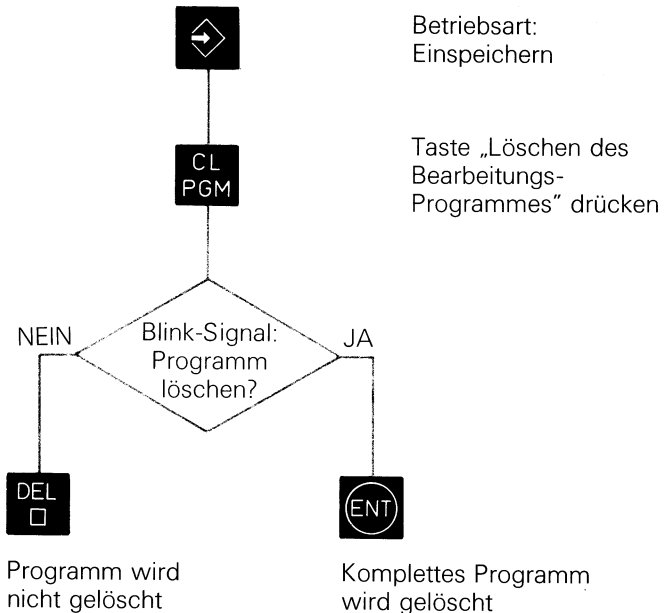 Betriebsart:
Einspeichern
CL
PGM
Taste „Löschen des
Bearbeitungs-
Programmes” drücken
NEIN
Blink-Signal:
Programm
löschen?
JA
DEL
ENT
Programm wird
nicht gelöscht
Komplettes Programm
wird gelöscht